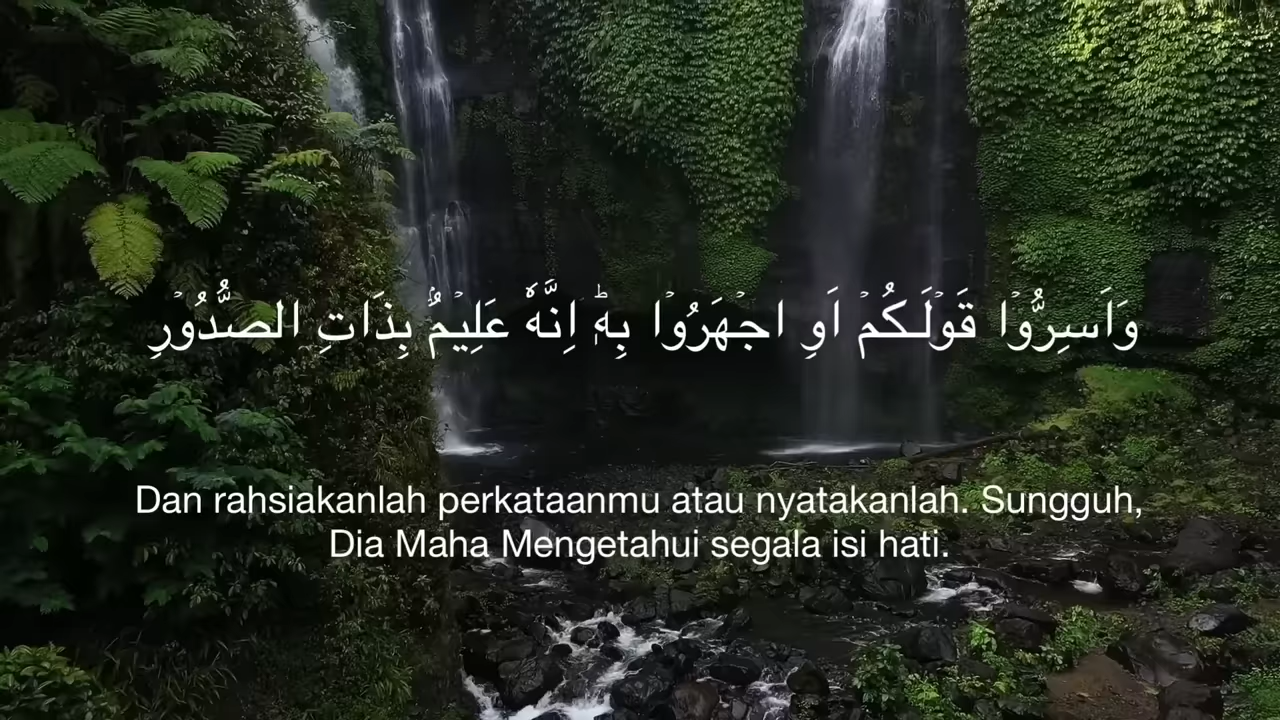 وَاَسِرُّوۡا قَوۡلَـكُمۡ اَوِ اجۡهَرُوۡا بِهٖؕ اِنَّهٗ عَلِيۡمٌۢ بِذَاتِ الصُّدُوۡرِ
Dan rahsiakanlah perkataanmu atau nyatakanlah. Sungguh,
Dia Maha Mengetahui segala isi hati.